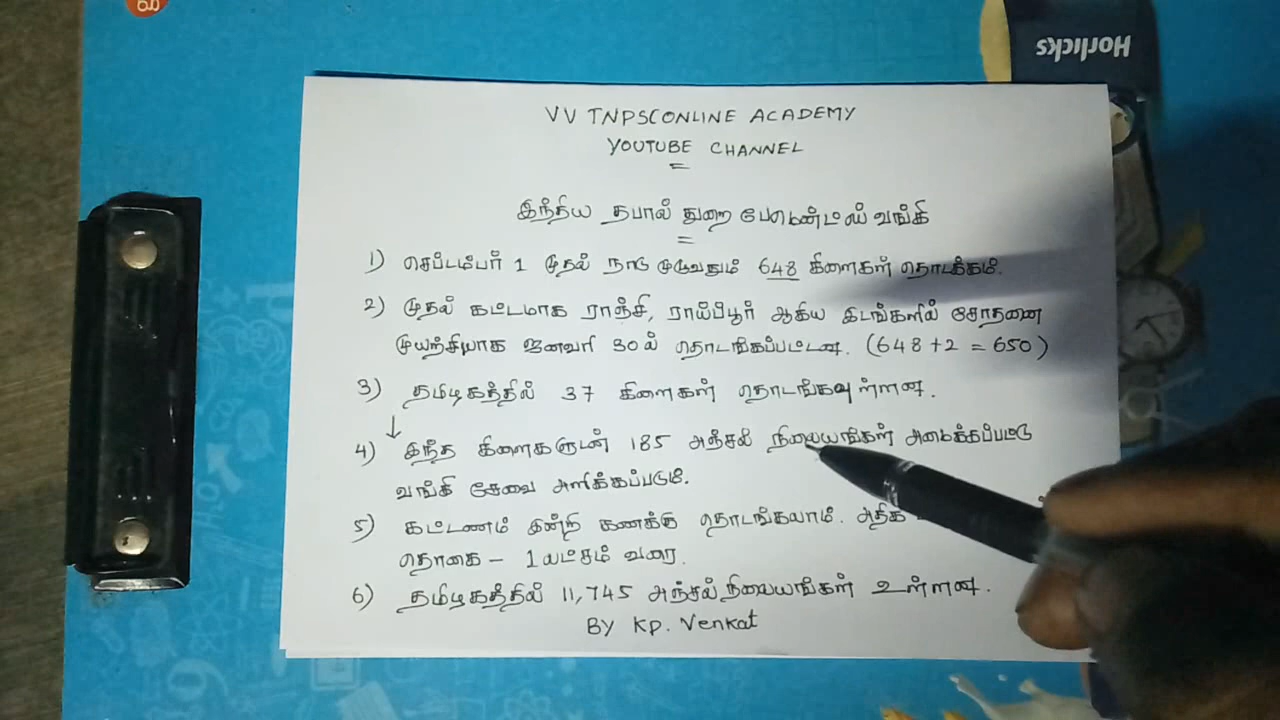 Horlicks
VV TNPSCONLINE ACADEMY
YOUTUBE CHANNEL
இந்திய தபால் துறை பேமெண்ட்ஸ் வங்கி
1) செப்டம்பர் 1 முதல் நாடு முழுவதும் 648 கிளைகள் தொடக்கம்.
2) முதல் கட்டமாக ராஞ்சி, ராய்ப்பூர் ஆகிய இடங்களில் சோதனை
முயற்சியாக ஜனவரி 30ல் தொடங்கப்பட்டன. (648+2=650)
3) தமிழகத்தில் 37 கிளைகள் தொடங்கவுள்ளன.
4) இந்த கிளைகளுடன் 185 அஞ்சல் நிலையங்கள் அமைக்கப்பட்டு
வங்கி சேவை அளிக்கப்படும்.
5) கட்டணம் இன்றி கணக்கு தொடங்கலாம். அதிக
தொகை - 1 லட்சம் வரை.
6) தமிழகத்தில் 11,745 அஞ்சல் நிலையங்கள் உள்ளன.
BY KP. Venkat